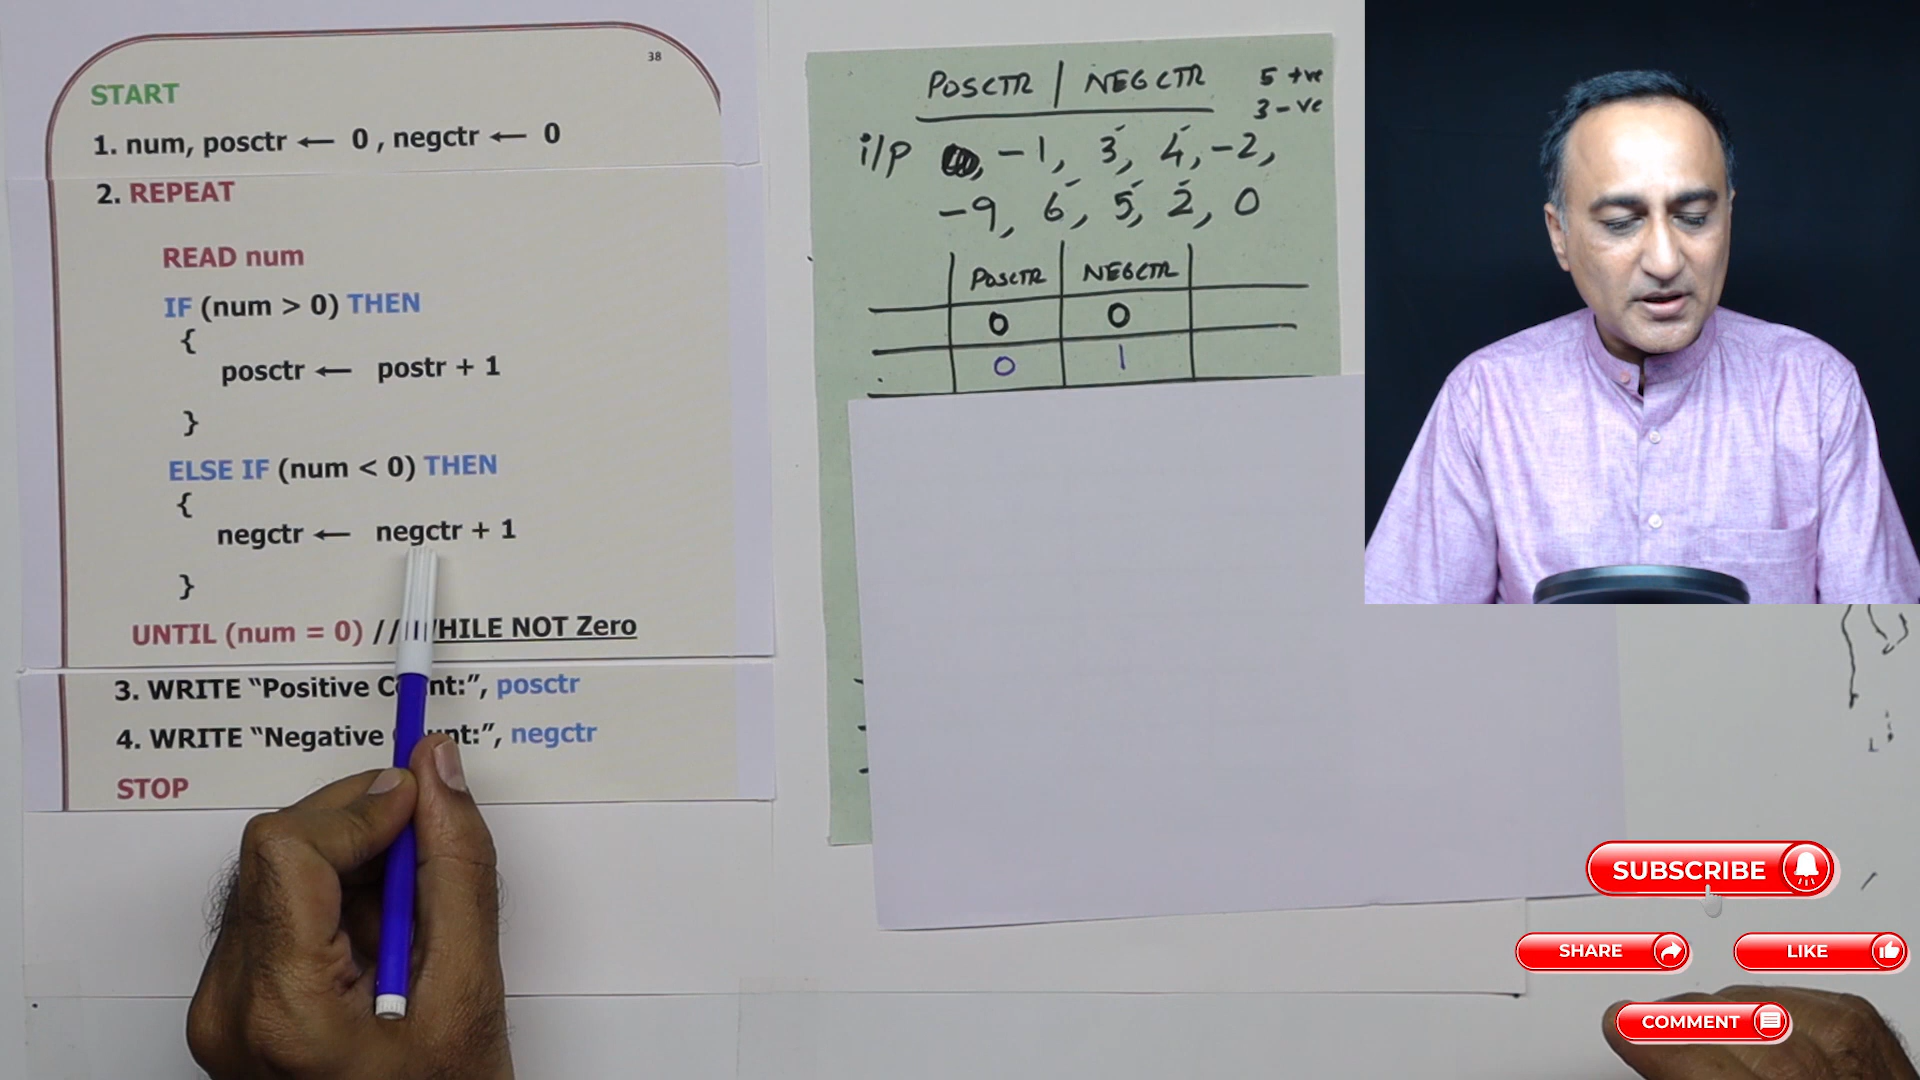 38
START
1. num, posctr ← 0 , negctr ← 0
2. REPEAT
READ num
IF (num > 0) THEN
{
posctr ← postr + 1
}
ELSE IF (num < 0) THEN
{
negctr ← negctr + 1
}
UNTIL (num = 0) // WHILE NOT Zero
3. WRITE “Positive Count:”, posctr
4. WRITE “Negative Count:”, negctr
STOP
POSCTR | NEGCTR
5 +ve
3 -ve
i/p -1, 3, 4, -2,
-9, 6, 5, 2, 0
POSCTR NEGCTR
0 0
0 1
SUBSCRIBE
SHARE LIKE
COMMENT